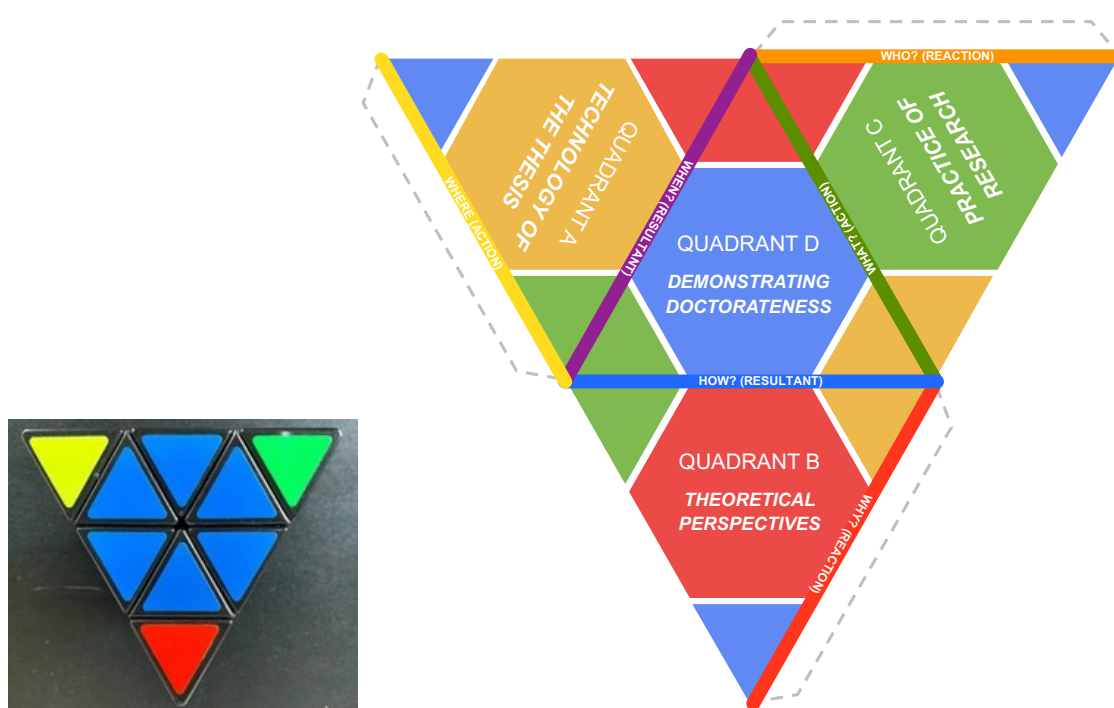 WHO? (REACTION)
QUADRANT A
TECHNOLOGY OF
THE THESIS
QUADRANT C
PRACTICE OF
RESEARCH
WHERE (ACTION)
WHEN? (RESULTANT)
WHAT? (ACTION)
QUADRANT D
DEMONSTRATING
DOCTORATENESS
HOW? (RESULTANT)
QUADRANT B
THEORETICAL
PERSPECTIVES
WHY? (REACTION)